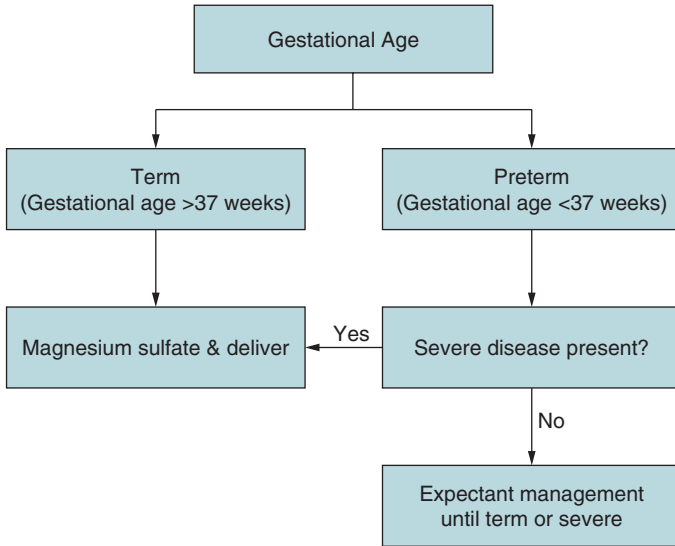 Gestational Age
Term
(Gestational age >37 weeks)
Preterm
(Gestational age <37 weeks)
Magnesium sulfate & deliver
Yes
Severe disease present?
No
Expectant management
until term or severe